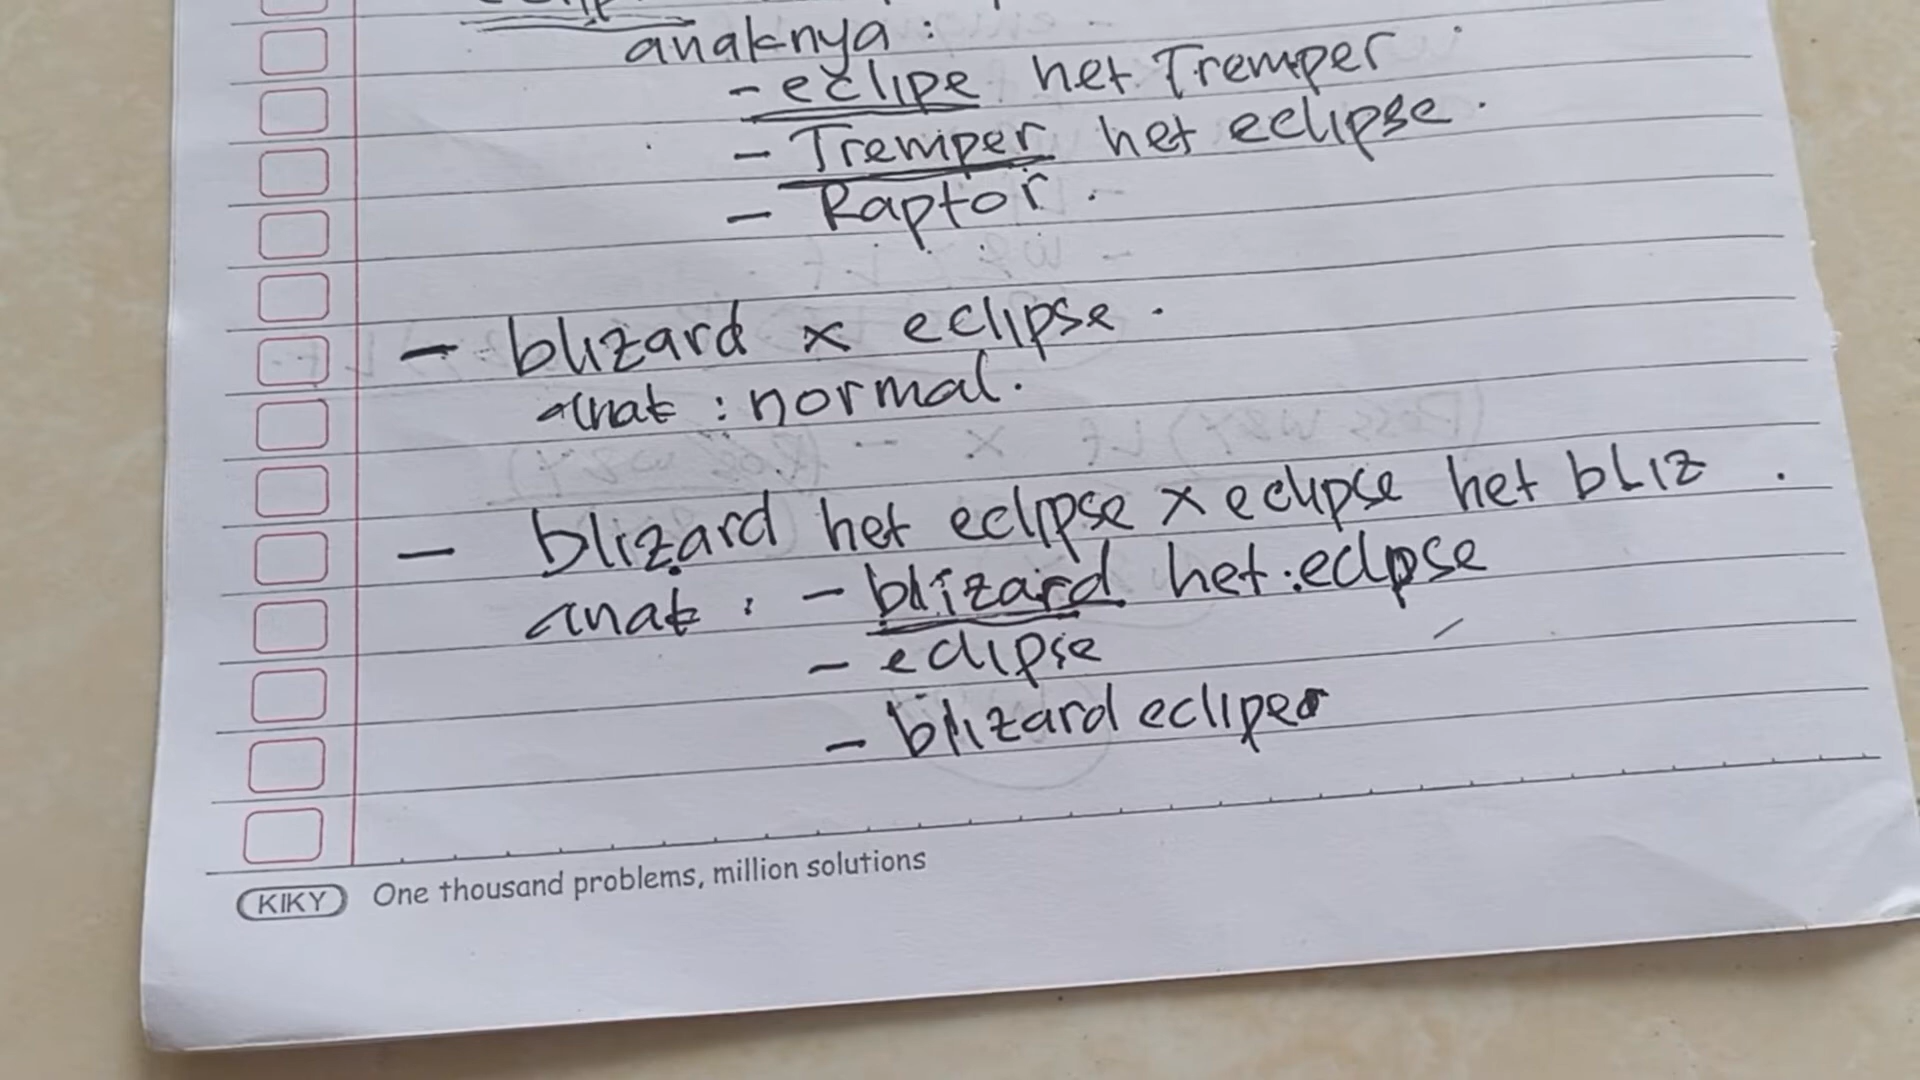 anaknya :
- eclipe het Tremper
- Tremper het eclipse.
- Raptor.
- blizard x eclipse.
anak : normal.
- blizard het eclipse x eclipse het bliz.
anak : - blizard het eclipse
- eclipse
- blizard eclipe
KIKY One thousand problems, million solutions